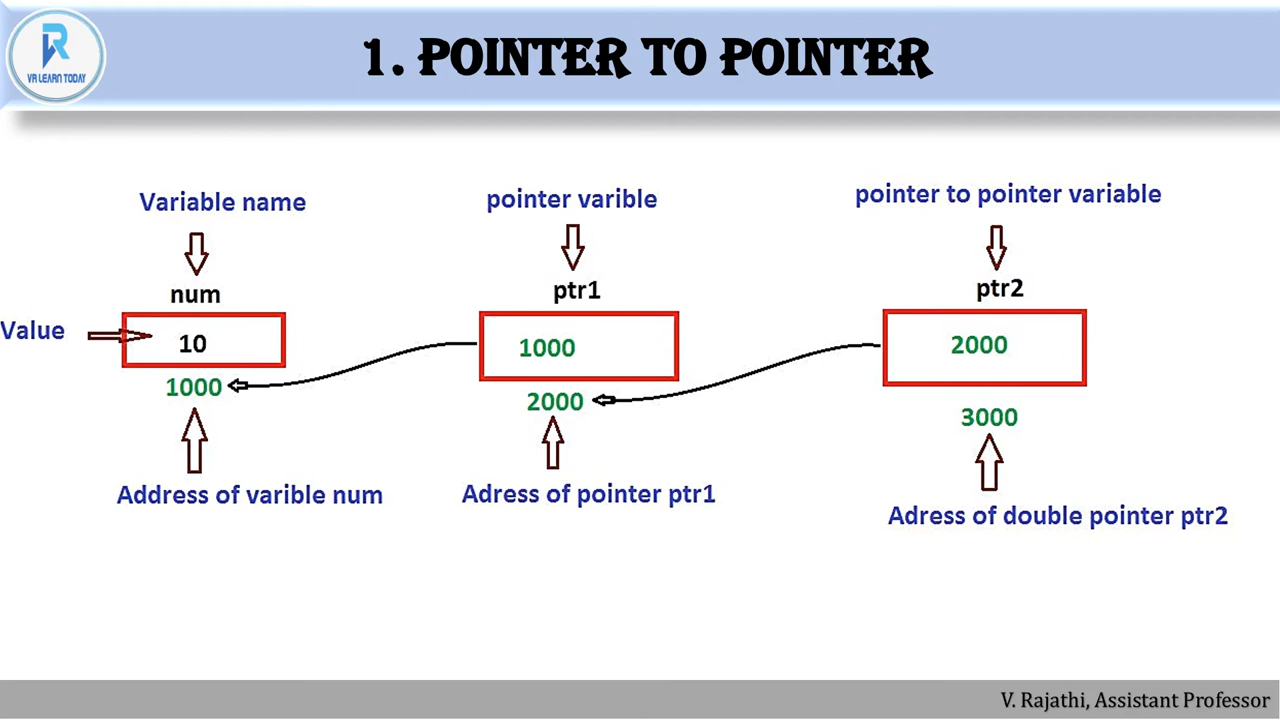 VR LEARN TODAY
1. POINTER TO POINTER
Variable name
pointer varible
pointer to pointer variable
num
ptr1
ptr2
Value
10
1000
2000
1000
2000
3000
Address of varible num
Adress of pointer ptr1
Adress of double pointer ptr2
V. Rajathi, Assistant Professor